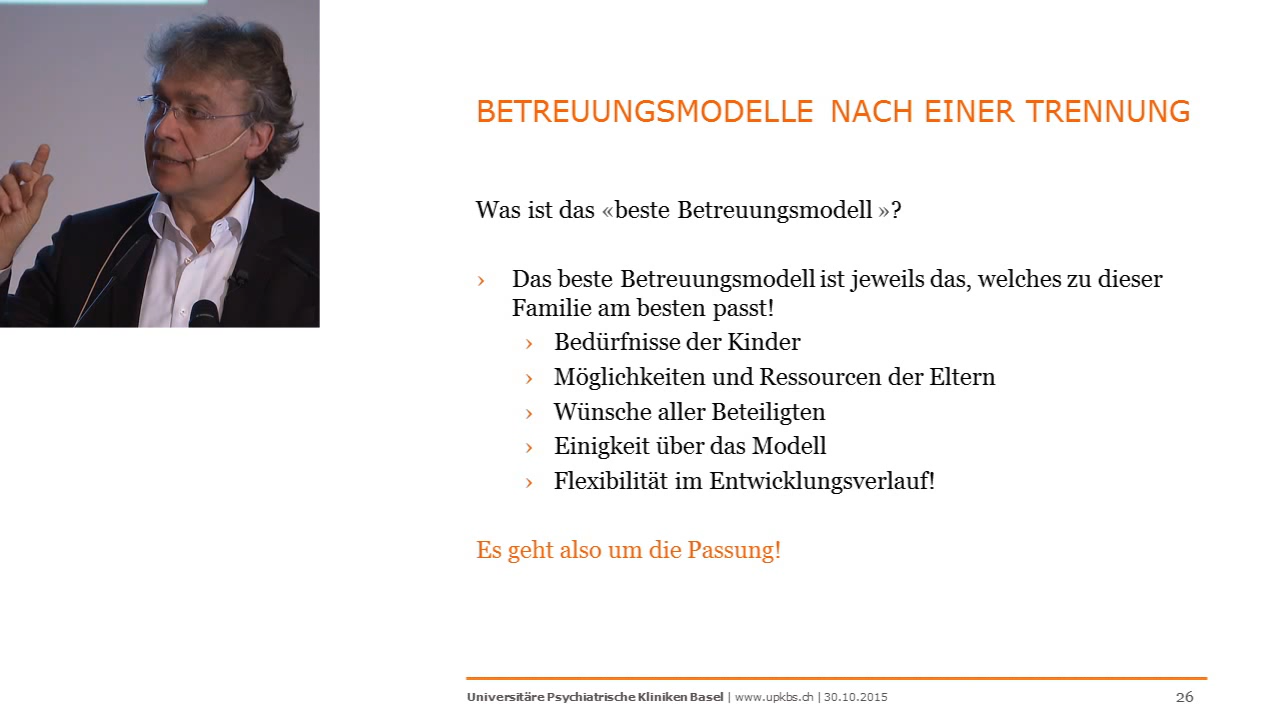 BETREUUNGSMODELLE NACH EINER TRENNUNG
Was ist das «beste Betreuungsmodell »?
› Das beste Betreuungsmodell ist jeweils das, welches zu dieser
Familie am besten passt!
› Bedürfnisse der Kinder
› Möglichkeiten und Ressourcen der Eltern
› Wünsche aller Beteiligten
› Einigkeit über das Modell
› Flexibilität im Entwicklungsverlauf!
Es geht also um die Passung!
Universitäre Psychiatrische Kliniken Basel | www.upkbs.ch | 30.10.2015 26